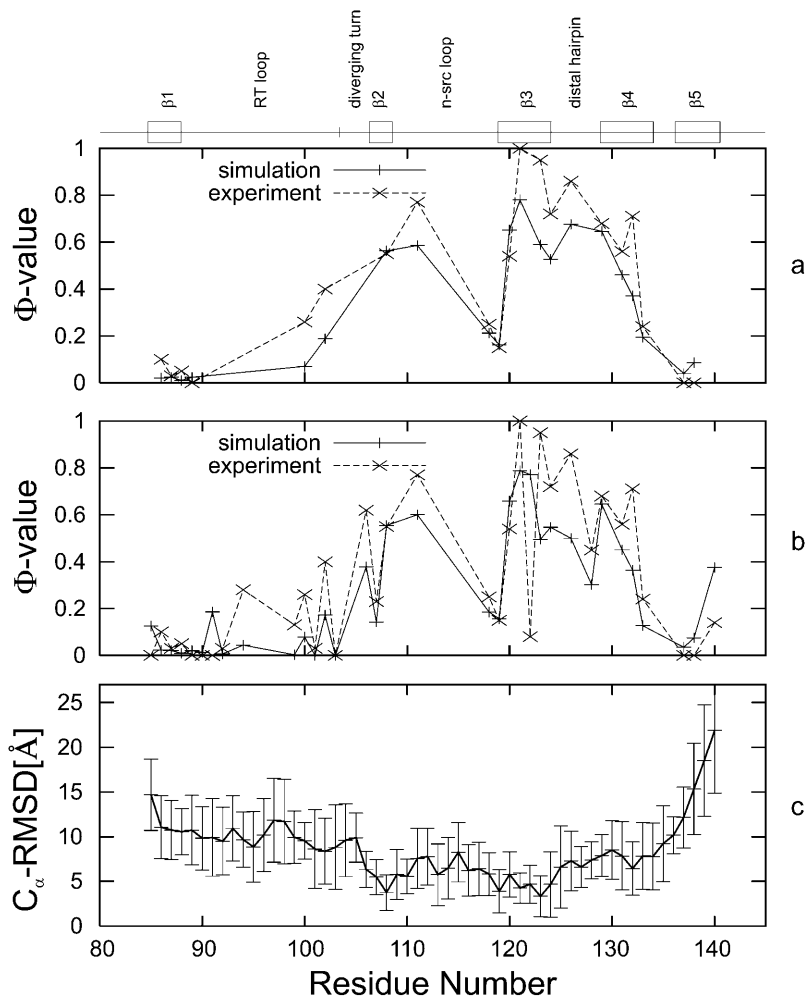 β1
RT loop
diverging turn
β2
n-src loop
β3
distal hairpin
β4
β5
1
0.8
0.6
0.4
0.2
0
Φ-value
simulation
experiment
a
1
0.8
0.6
0.4
0.2
0
Φ-value
simulation
experiment
b
25
20
15
10
5
0
Cα-RMSD[Å]
c
80 90 100 110 120 130 140
Residue Number